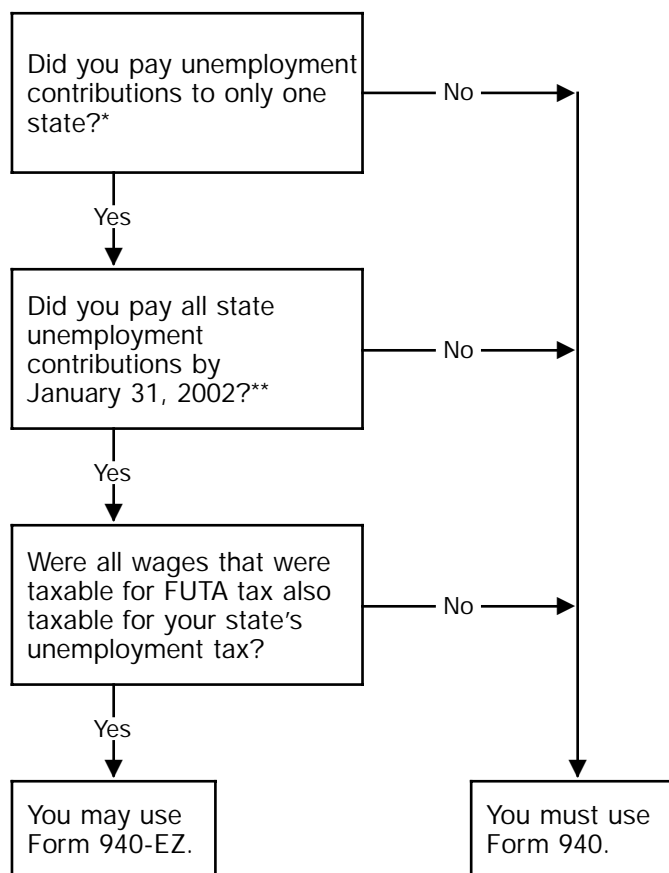 Did you pay unemployment
contributions to only one
state?*
No
Yes
Did you pay all state
unemployment
contributions by
January 31, 2002?**
No
Yes
Were all wages that were
taxable for FUTA tax also
taxable for your state's
unemployment tax?
No
Yes
You may use
Form 940-EZ.
You must use
Form 940.